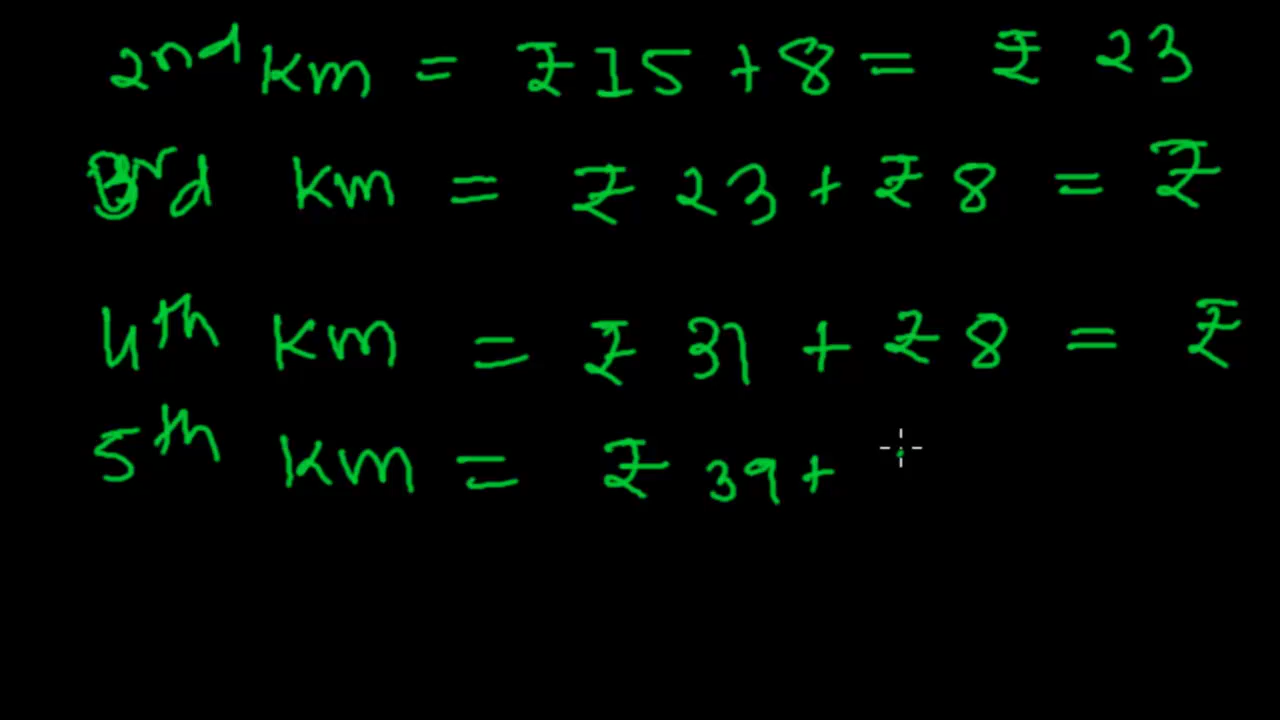 2nd km = ₹ 15 + 8 = ₹ 23
3rd km = ₹ 23 + ₹ 8 = ₹
4th km = ₹ 31 + ₹ 8 = ₹
5th km = ₹ 39 +